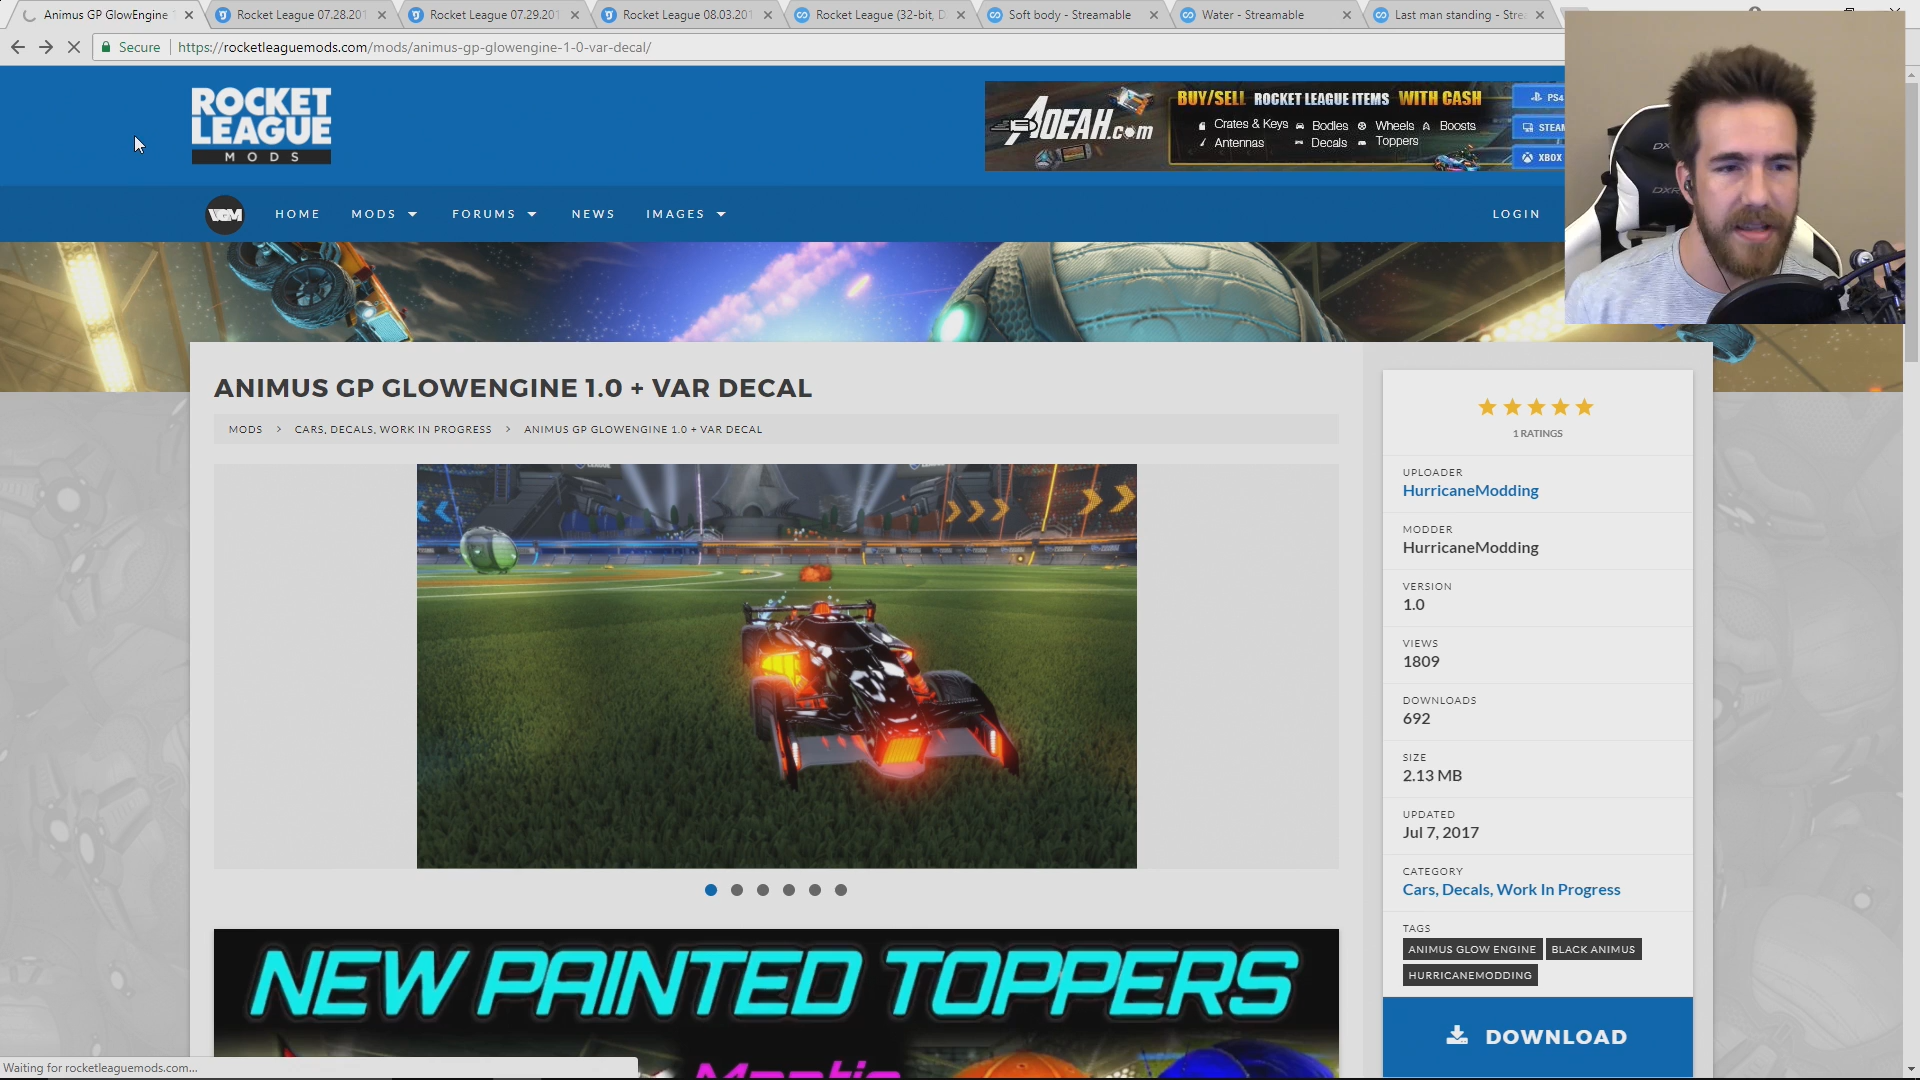 Animus GP GlowEngine
Rocket League 07.28.201
Rocket League 07.29.201
Rocket League 08.03.201
Rocket League (32-bit, D
Soft body - Streamable
Water - Streamable
Last man standing - Stre
Secure
https://rocketleaguemods.com/mods/animus-gp-glowengine-1-0-var-decal/
ROCKET
LEAGUE
MODS
AOEAH.com
BUY/SELL ROCKET LEAGUE ITEMS WITH CASH
Crates & Keys Bodies Wheels Boosts
Antennas Decals Toppers
PS4
STEAM
XBOX
VGM
HOME
MODS
FORUMS
NEWS
IMAGES
LOGIN
ANIMUS GP GLOWENGINE 1.0 + VAR DECAL
MODS > CARS, DECALS, WORK IN PROGRESS > ANIMUS GP GLOWENGINE 1.0 + VAR DECAL
1 RATINGS
UPLOADER
HurricaneModding
MODDER
HurricaneModding
VERSION
1.0
VIEWS
1809
DOWNLOADS
692
SIZE
2.13 MB
UPDATED
Jul 7, 2017
CATEGORY
Cars, Decals, Work In Progress
TAGS
ANIMUS GLOW ENGINE
BLACK ANIMUS
HURRICANEMODDING
DOWNLOAD
NEW PAINTED TOPPERS
Mantis
Waiting for rocketleaguemods.com...